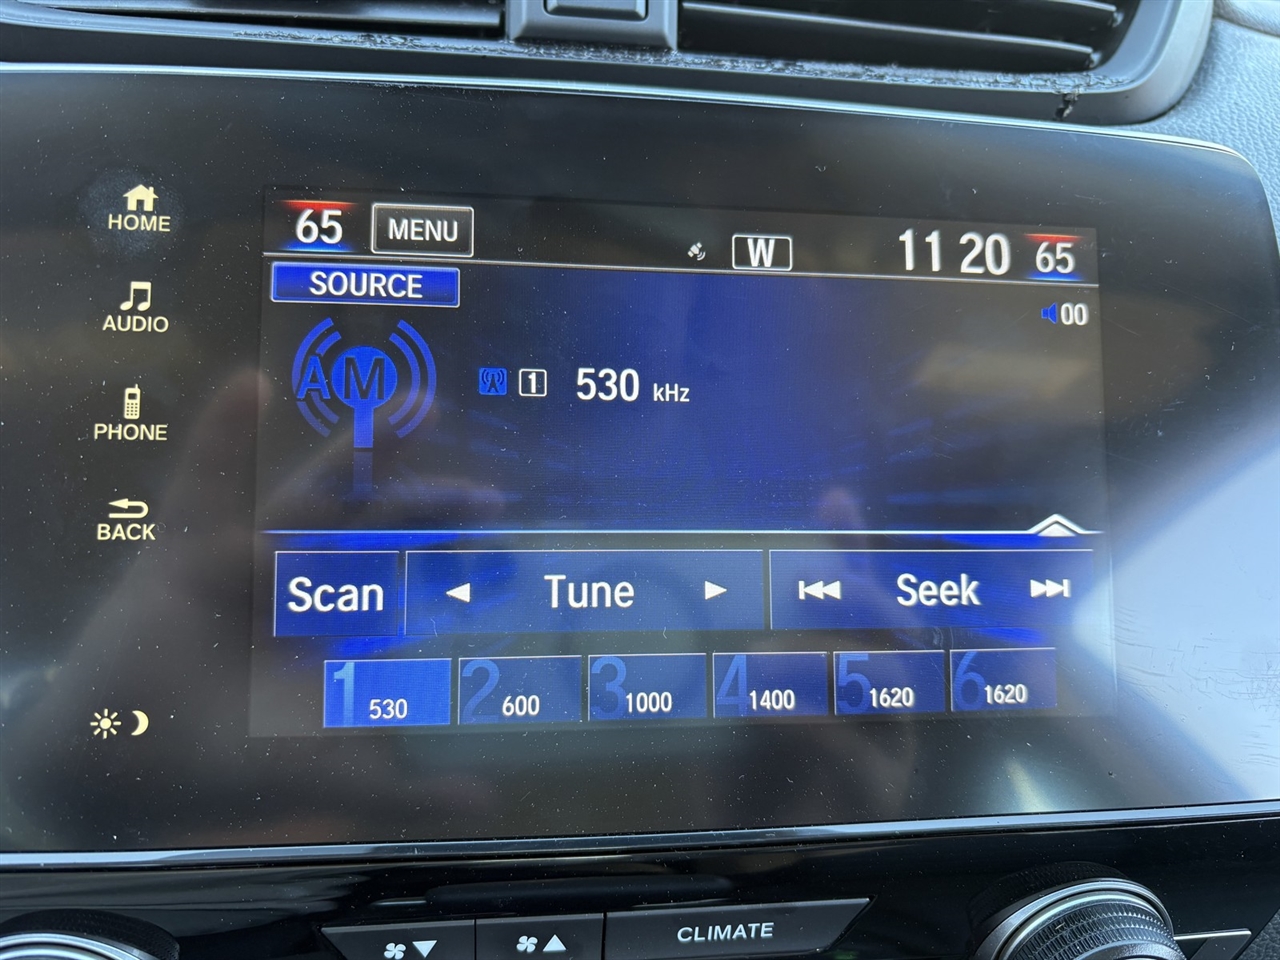 HOME
AUDIO
PHONE
BACK
65 MENU W 11 20 65
SOURCE
00
AM
1 530 kHz
Scan Tune Seek
1 530 2 600 3 1000 4 1400 5 1620 6 1620
CLIMATE